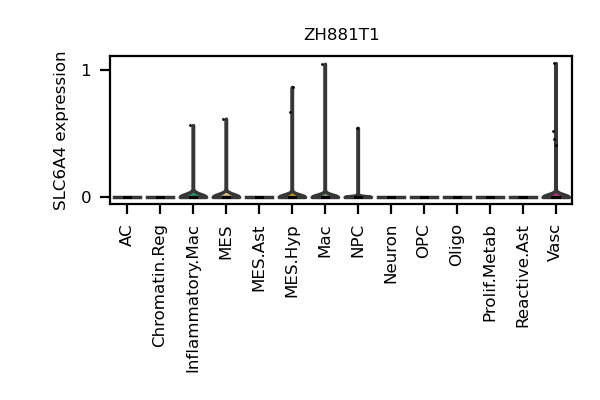 ZH881T1
SLC6A4 expression
1
0
AC
Chromatin.Reg
Inflammatory.Mac
MES
MES.Ast
MES.Hyp
Mac
NPC
Neuron
OPC
Oligo
Prolif.Metab
Reactive.Ast
Vasc